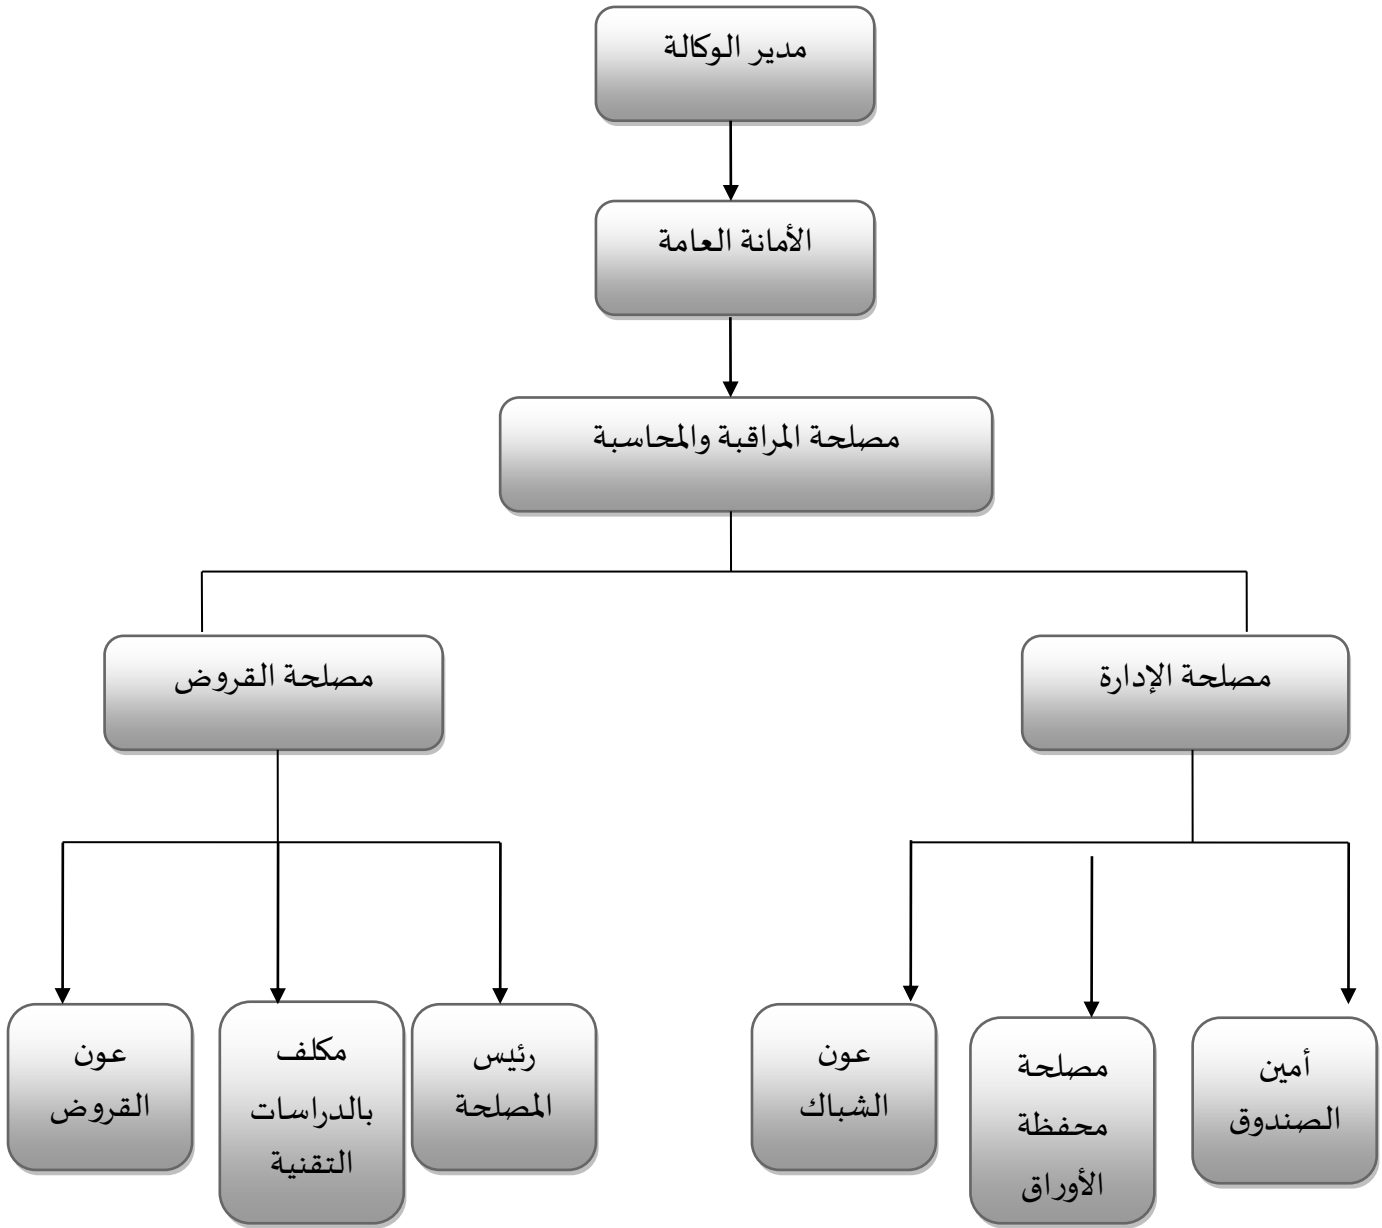 مدير الوكالة
الأمانة العامة
مصلحة المراقبة والمحاسبة
مصلحة الإدارة
مصلحة القروض
أمين
الصندوق
مصلحة
محفظة
الأوراق
عون
الشباك
رئيس
المصلحة
مكلف
بالدراسات
التقنية
عون
القروض